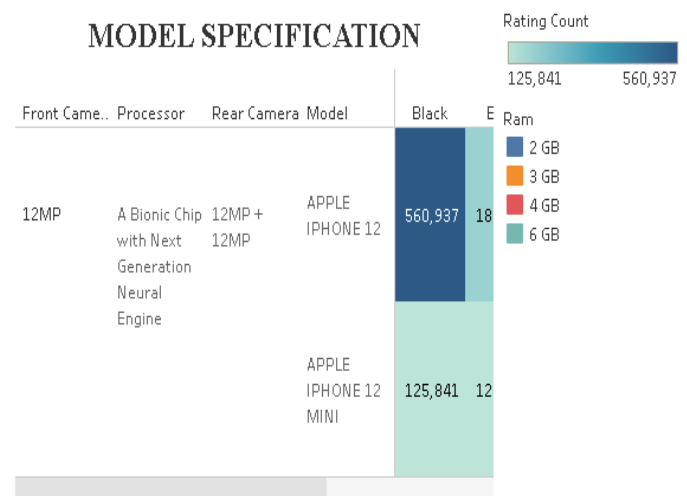 MODEL SPECIFICATION
Rating Count
125,841 560,937
Front Came.. Processor Rear Camera Model Black E
Ram
2 GB
3 GB
4 GB
6 GB
12MP
A Bionic Chip
with Next
Generation
Neural
Engine
12MP +
12MP
APPLE
IPHONE 12
560,937 18
APPLE
IPHONE 12
MINI
125,841 12